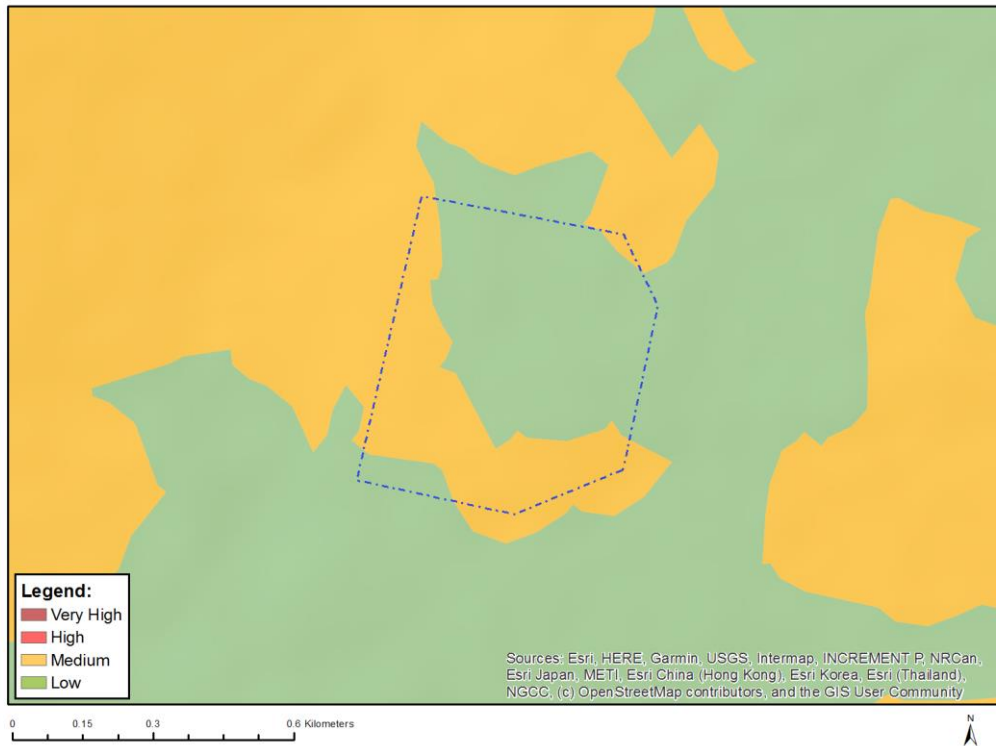 Legend:
Very High
High
Medium
Low
Sources: Esri, HERE, Garmin, USGS, Intermap, INCREMENT P, NRCan,
Esri Japan, METI, Esri China (Hong Kong), Esri Korea, Esri (Thailand),
NGCC, (c) OpenStreetMap contributors, and the GIS User Community
0 0.15 0.3 0.6 Kilometers
N